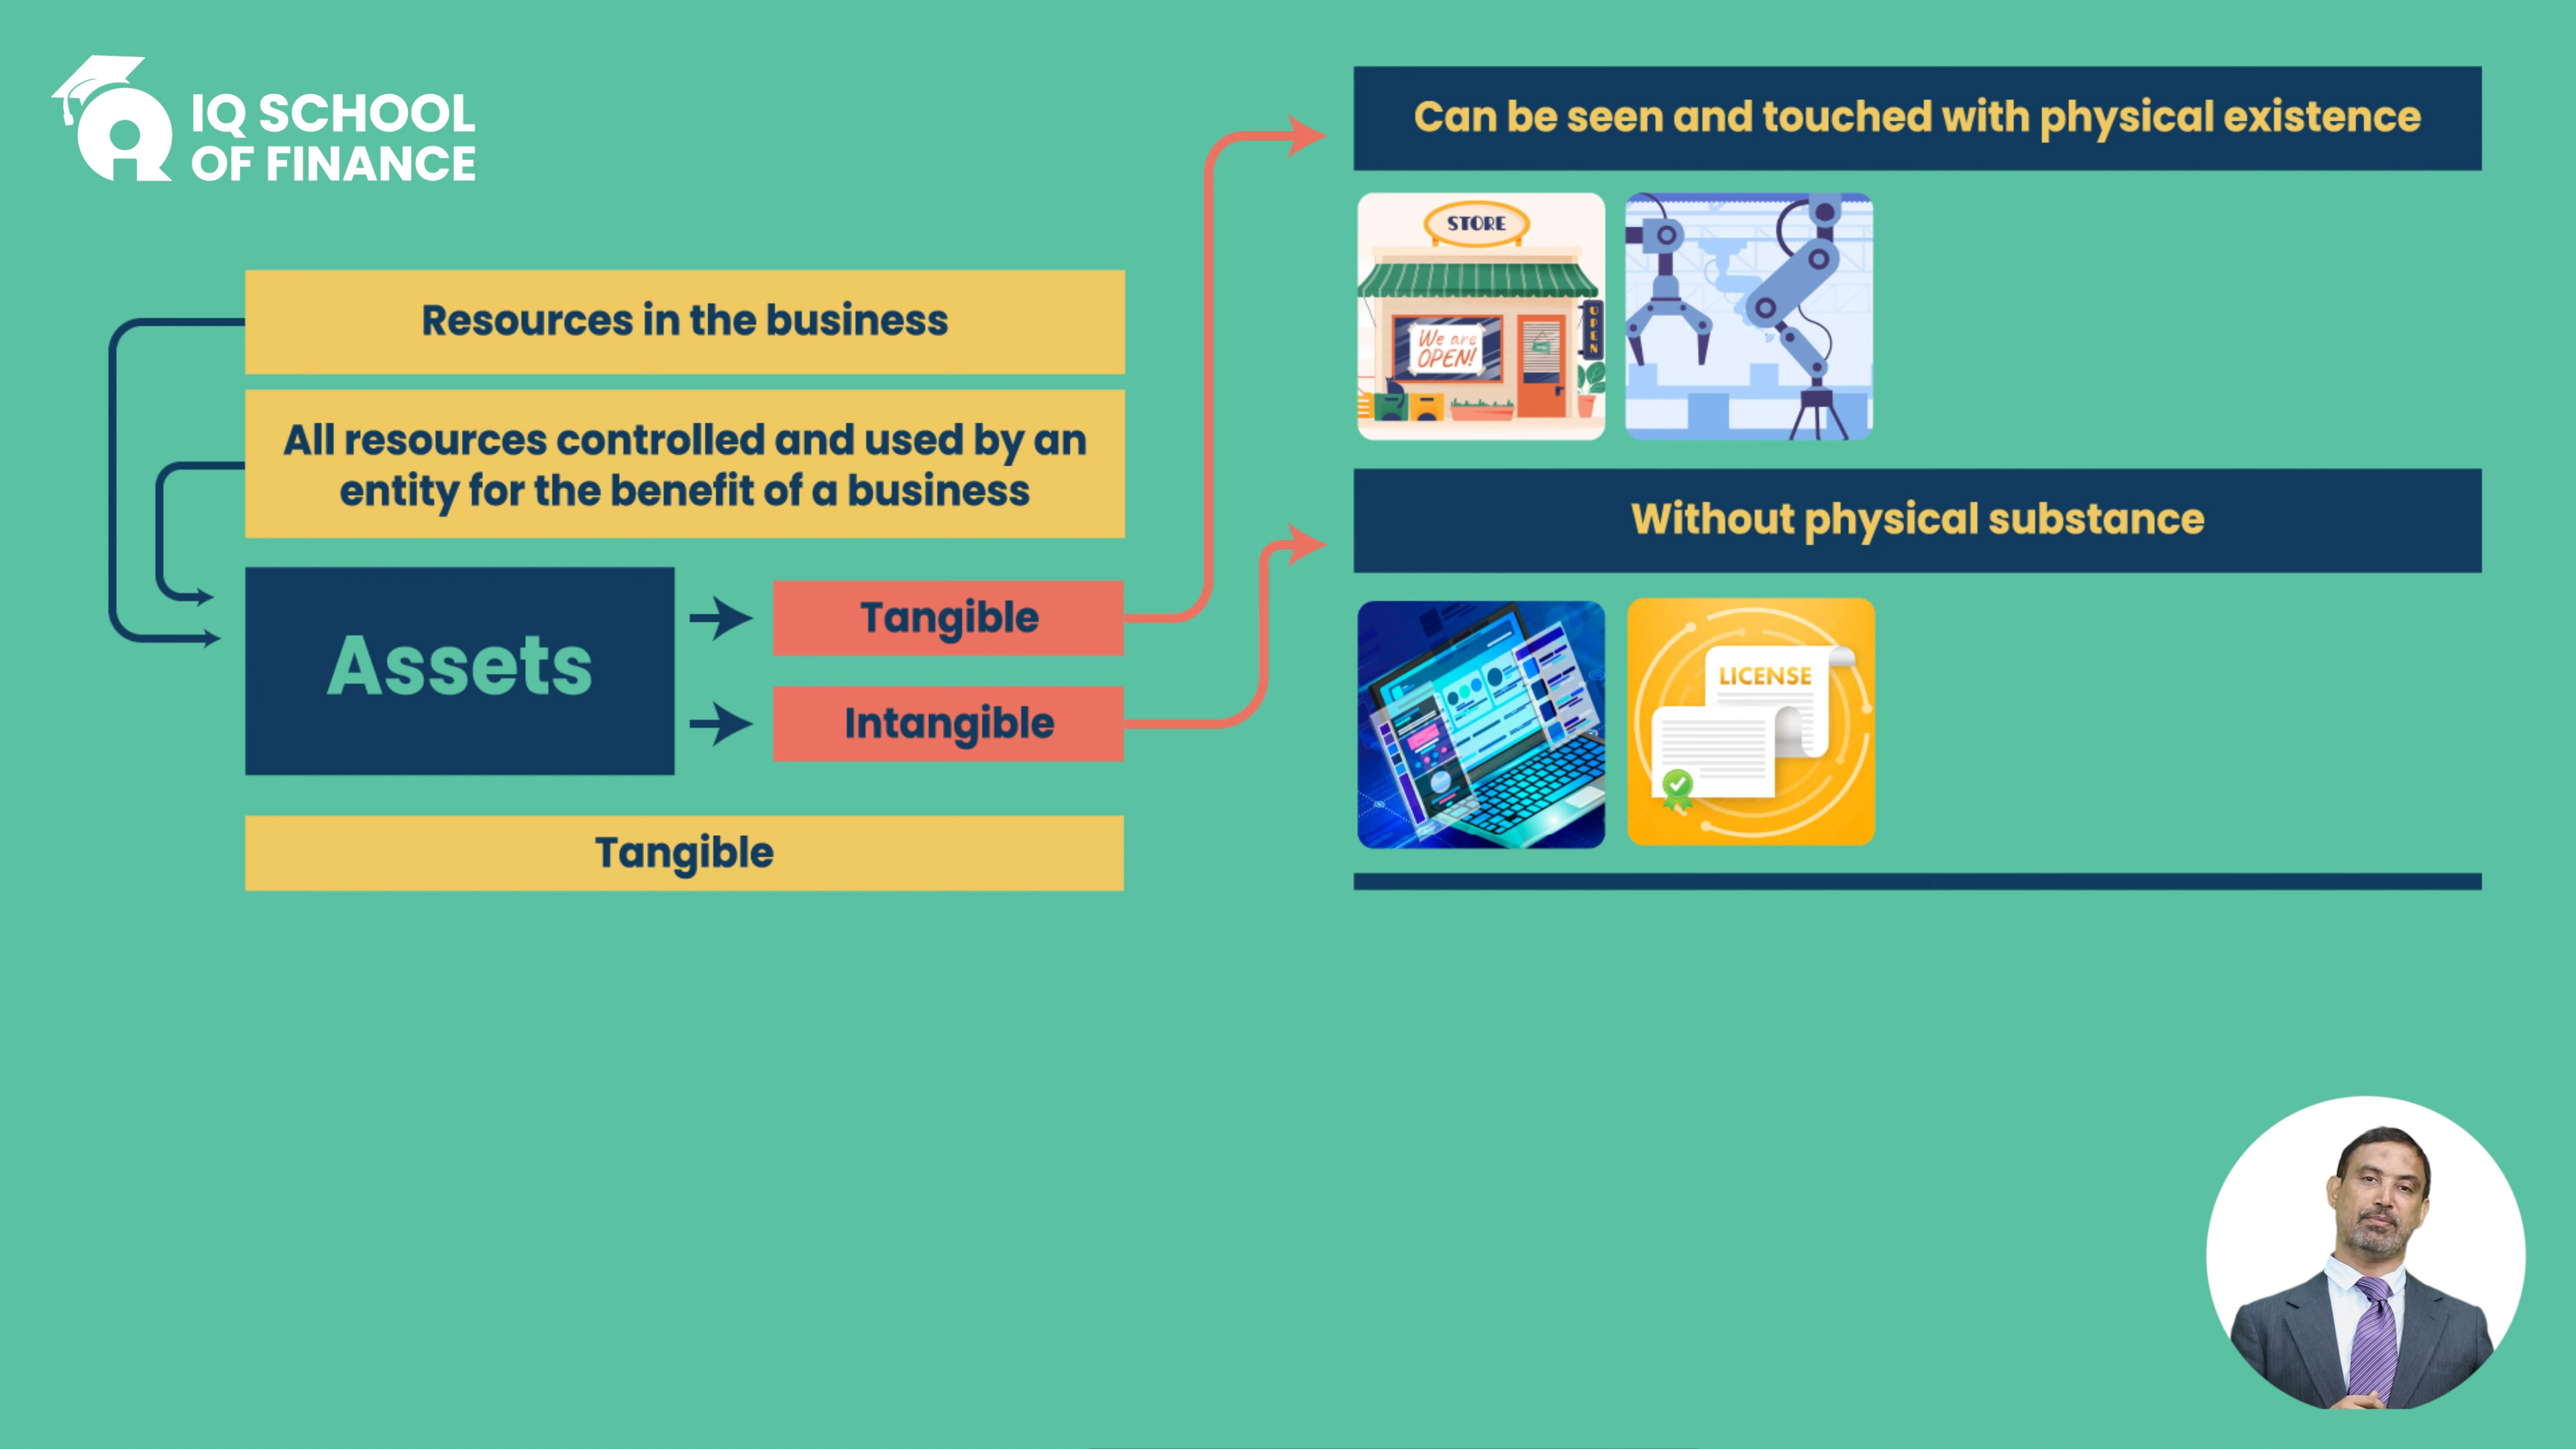 IQ SCHOOL
OF FINANCE
Resources in the business
All resources controlled and used by an
entity for the benefit of a business
Assets
Tangible
Intangible
Tangible
Can be seen and touched with physical existence
STORE
We are
OPEN!
OPEN
Without physical substance
LICENSE